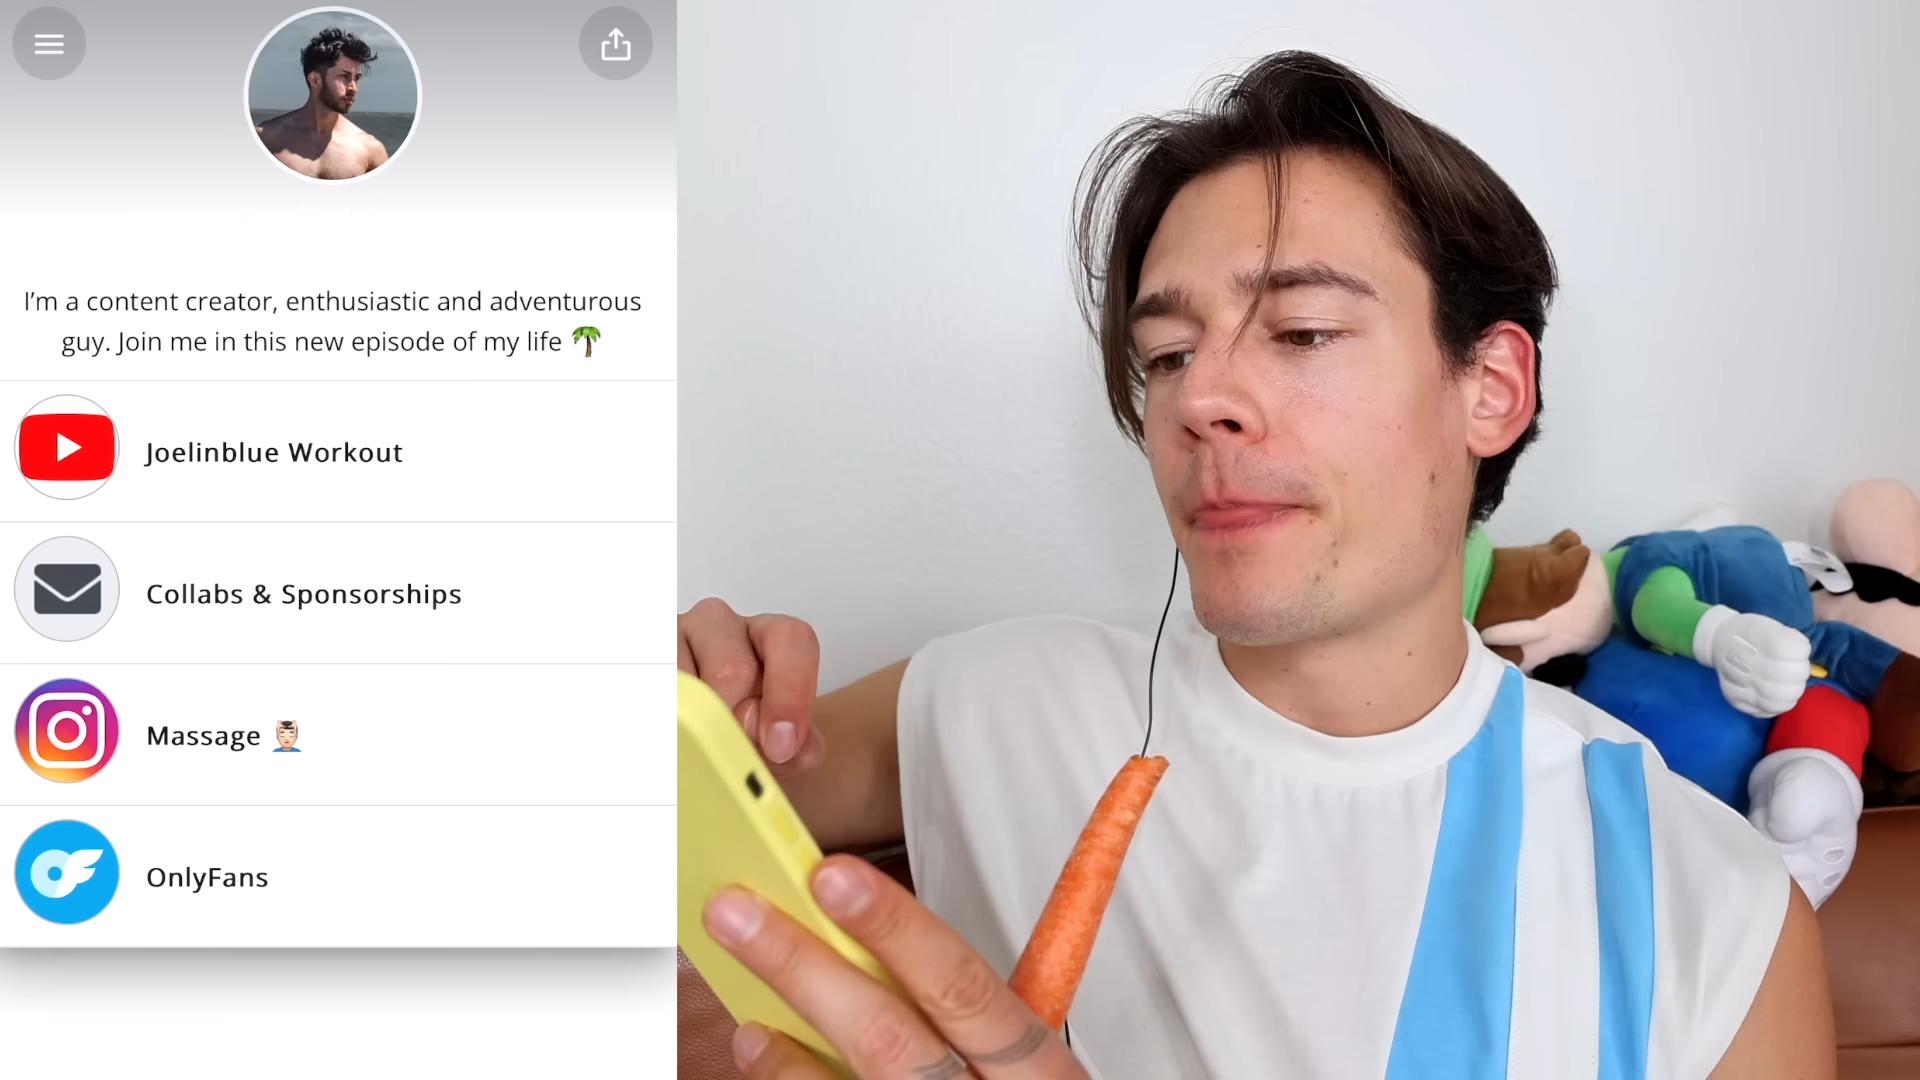 I'm a content creator, enthusiastic and adventurous
guy. Join me in this new episode of my life 🌴
Joelinblue Workout
Collabs & Sponsorships
Massage 💆🏻‍♂️
OnlyFans